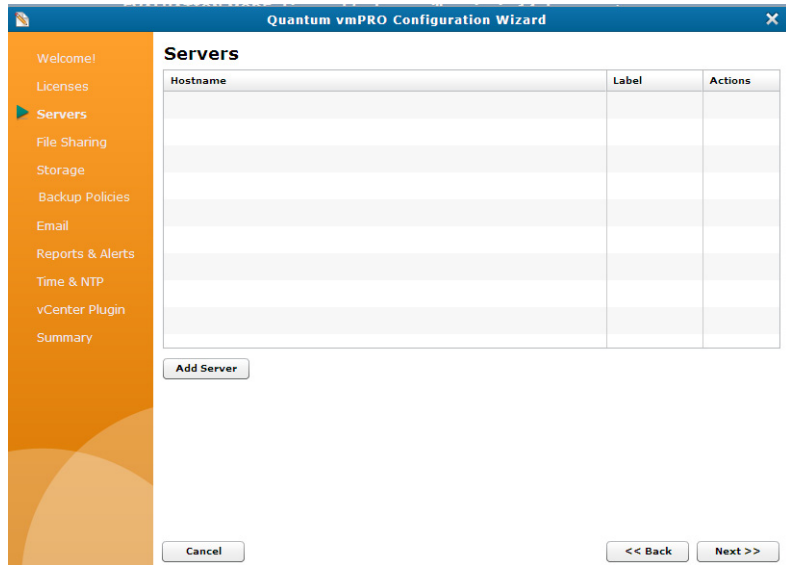 Quantum vmPRO Configuration Wizard
Welcome!
Licenses
Servers
File Sharing
Storage
Backup Policies
Email
Reports & Alerts
Time & NTP
vCenter Plugin
Summary
Servers
Hostname Label Actions
Add Server
Cancel << Back Next >>